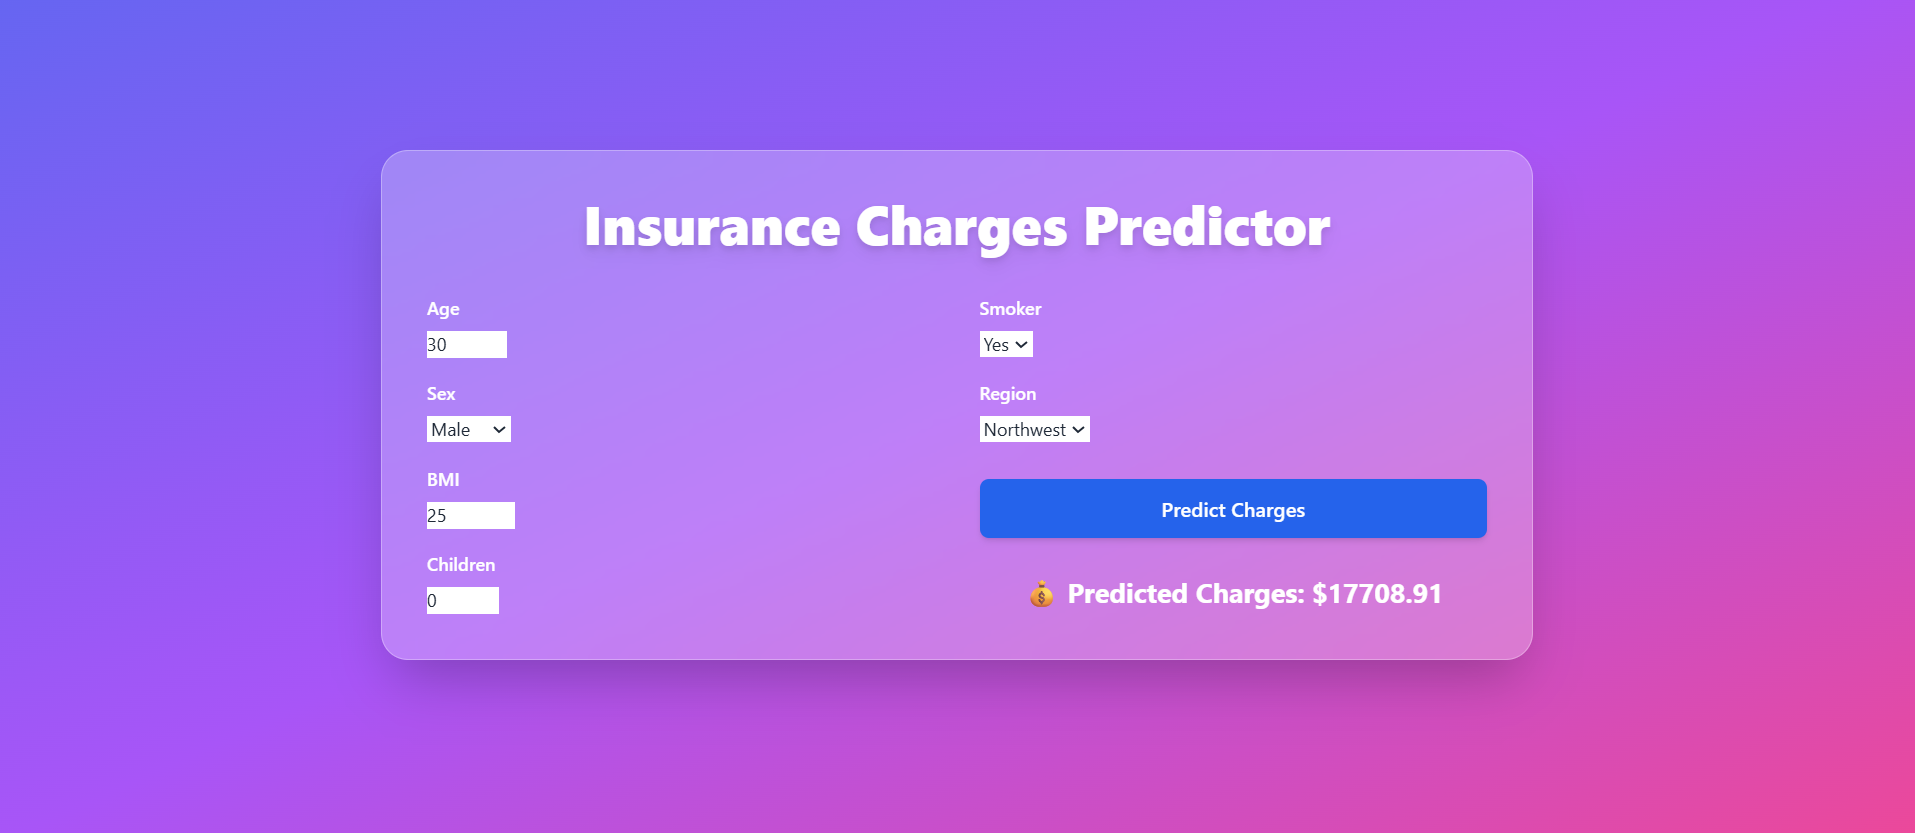 Insurance Charges Predictor
Age
30
Sex
Male
BMI
25
Children
0
Smoker
Yes
Region
Northwest
Predict Charges
💰 Predicted Charges: $17708.91